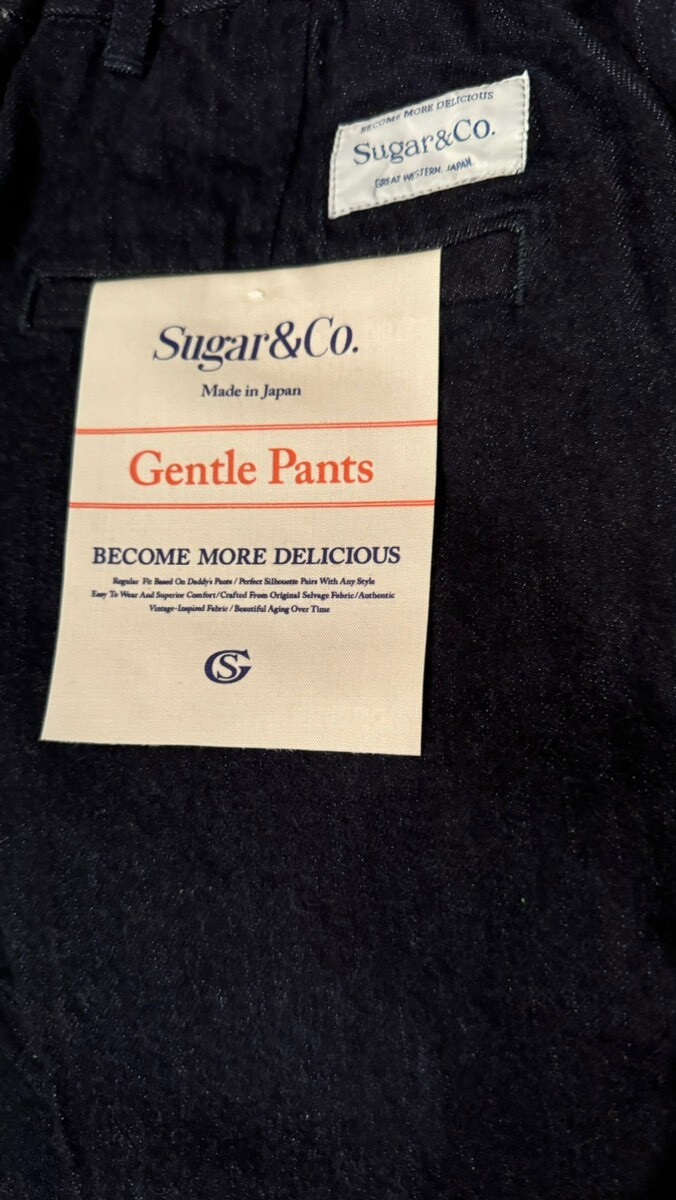 BECOME MORE DELICIOUS
Sugar&Co.
GREAT WESTERN. JAPAN.
Sugar&Co.
Made in Japan
Gentle Pants
BECOME MORE DELICIOUS
Regular Fit Based On Daddy's Pants / Perfect Silhouette Pairs With Any Style
Easy To Wear And Superior Comfort/Crafted From Original Selvage Fabric/Authentic
Vintage-Inspired Fabric / Beautiful Aging Over Time
SG